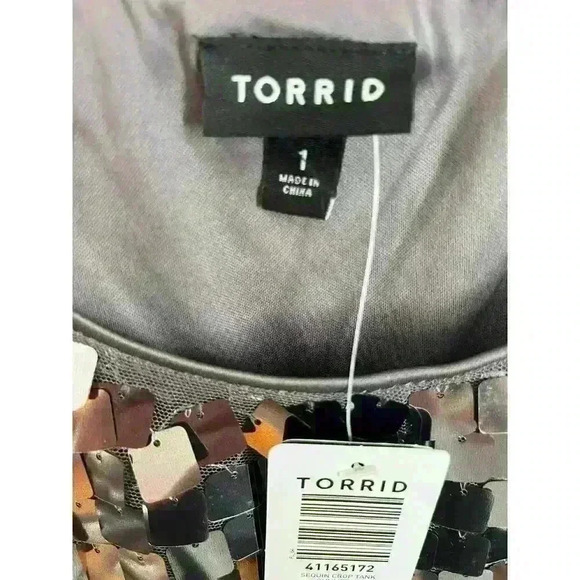 TORRID
1
MADE IN
CHINA
TORRID
41165172
SEQUIN CROP TANK